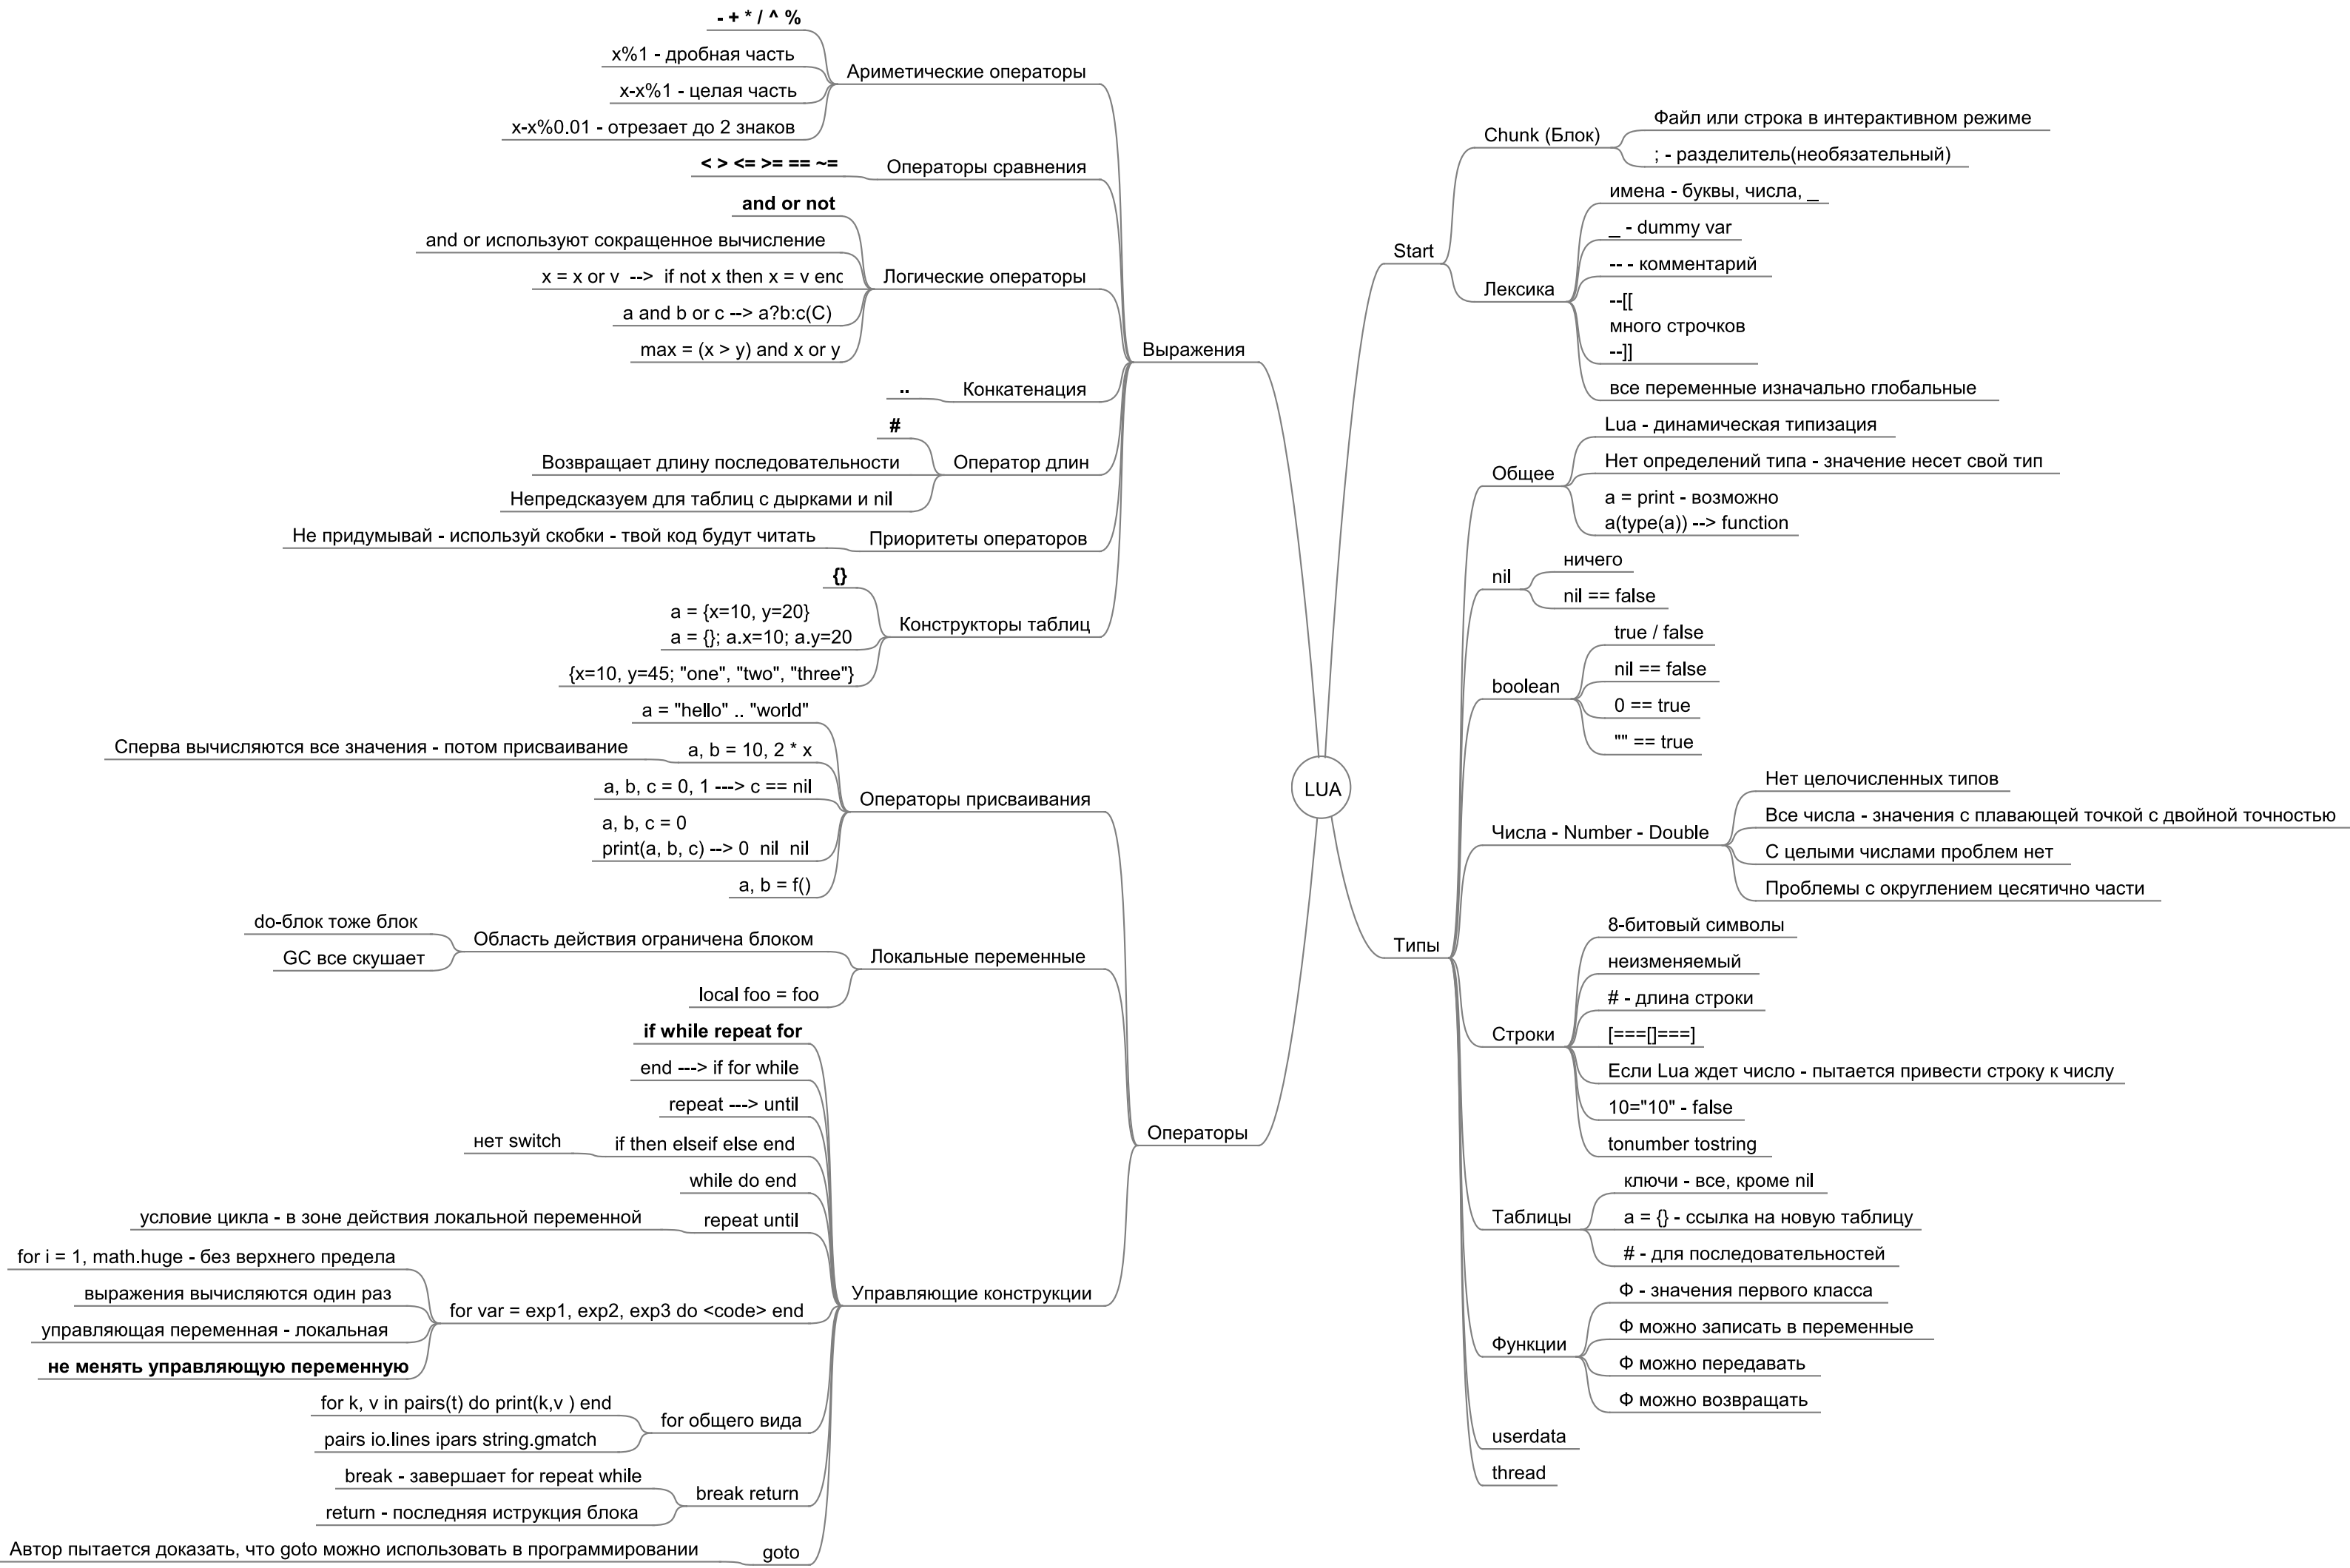 LUA
Start
Chunk (Блок)
Файл или строка в интерактивном режиме
; - разделитель(необязательный)
Лексика
имена - буквы, числа, _
_ - dummy var
-- - комментарий
--[[
много строчков
--]]
все переменные изначально глобальные
Типы
Общее
Lua - динамическая типизация
Нет определений типа - значение несет свой тип
a = print - возможно
a(type(a)) --> function
nil
ничего
nil == false
boolean
true / false
nil == false
0 == true
"" == true
Числа - Number - Double
Нет целочисленных типов
Все числа - значения с плавающей точкой с двойной точностью
С целыми числами проблем нет
Проблемы с округлением цесятично части
Строки
8-битовый символы
неизменяемый
# - длина строки
[===[]===]
Если Lua ждет число - пытается привести строку к числу
10="10" - false
tonumber tostring
Таблицы
ключи - все, кроме nil
a = {} - ссылка на новую таблицу
# - для последовательностей
Функции
Ф - значения первого класса
Ф можно записать в переменные
Ф можно передавать
Ф можно возвращать
userdata
thread
Выражения
Ариметические операторы
- + * / ^ %
x%1 - дробная часть
x-x%1 - целая часть
x-x%0.01 - отрезает до 2 знаков
Операторы сравнения
< > <= >= == ~=
Логические операторы
and or not
and or используют сокращенное вычисление
x = x or v  -->  if not x then x = v end
a and b or c --> a?b:c(C)
max = (x > y) and x or y
Конкатенация
..
Оператор длин
#
Возвращает длину последовательности
Непредсказуем для таблиц с дырками и nil
Приоритеты операторов
Не придумывай - используй скобки - твой код будут читать
Конструкторы таблиц
{}
a = {x=10, y=20}
a = {}; a.x=10; a.y=20
{x=10, y=45; "one", "two", "three"}
Операторы
Операторы присваивания
a = "hello" .. "world"
a, b = 10, 2 * x
Сперва вычисляются все значения - потом присваивание
a, b, c = 0, 1 ---> c == nil
a, b, c = 0
print(a, b, c) --> 0  nil  nil
a, b = f()
Локальные переменные
Область действия ограничена блоком
do-блок тоже блок
GC все скушает
local foo = foo
Управляющие конструкции
if while repeat for
end ---> if for while
repeat ---> until
if then elseif else end
нет switch
while do end
repeat until
условие цикла - в зоне действия локальной переменной
for var = exp1, exp2, exp3 do <code> end
for i = 1, math.huge - без верхнего предела
выражения вычисляются один раз
управляющая переменная - локальная
не менять управляющую переменную
for общего вида
for k, v in pairs(t) do print(k,v ) end
pairs io.lines ipars string.gmatch
break return
break - завершает for repeat while
return - последняя иструкция блока
goto
Автор пытается доказать, что goto можно использовать в программировании